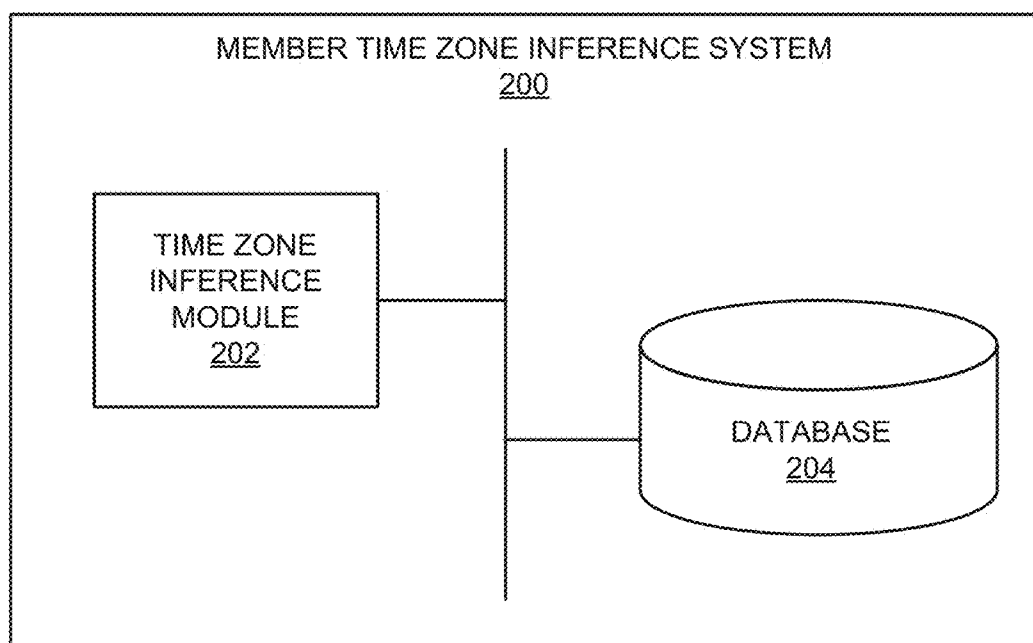 MEMBER TIME ZONE INFERENCE SYSTEM
200
TIME ZONE
INFERENCE
MODULE
202
DATABASE
204